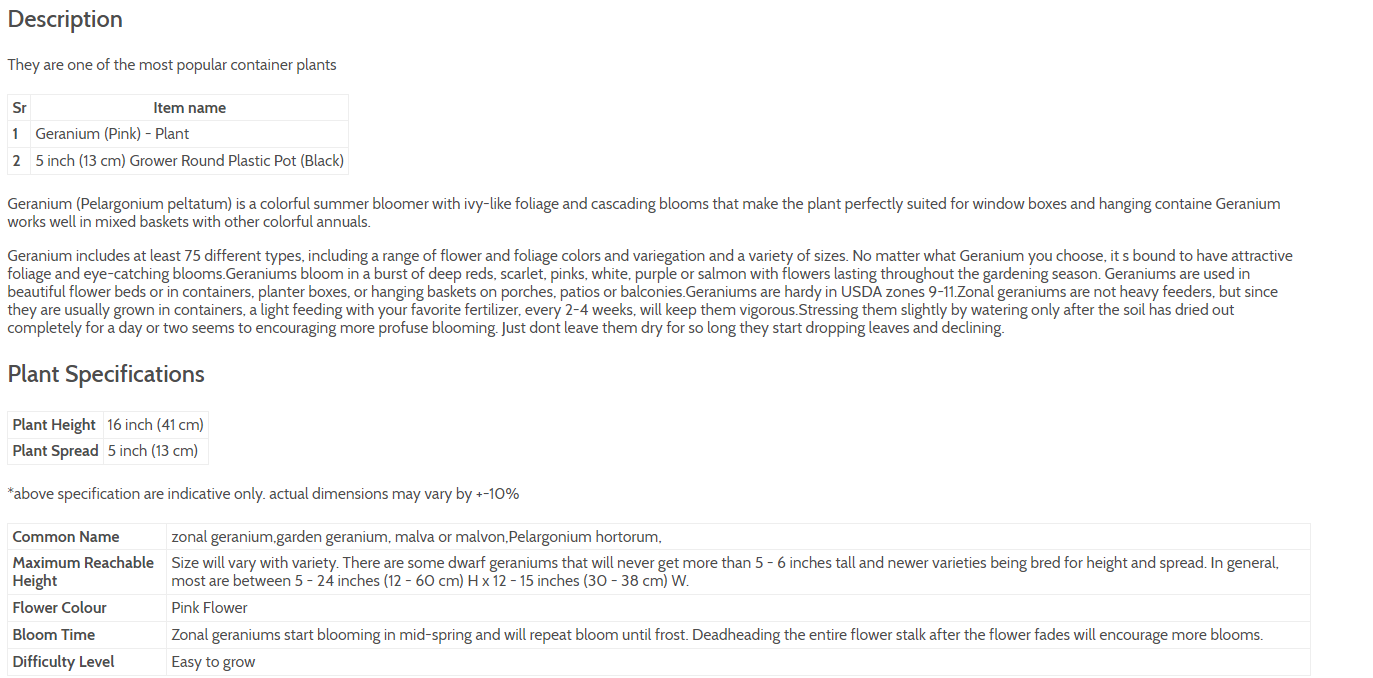 Description
They are one of the most popular container plants
Sr Item name
1 Geranium (Pink) - Plant
2 5 inch (13 cm) Grower Round Plastic Pot (Black)
Geranium (Pelargonium peltatum) is a colorful summer bloomer with ivy-like foliage and cascading blooms that make the plant perfectly suited for window boxes and hanging containe Geranium
works well in mixed baskets with other colorful annuals.
Geranium includes at least 75 different types, including a range of flower and foliage colors and variegation and a variety of sizes. No matter what Geranium you choose, it s bound to have attractive
foliage and eye-catching blooms.Geraniums bloom in a burst of deep reds, scarlet, pinks, white, purple or salmon with flowers lasting throughout the gardening season. Geraniums are used in
beautiful flower beds or in containers, planter boxes, or hanging baskets on porches, patios or balconies.Geraniums are hardy in USDA zones 9-11.Zonal geraniums are not heavy feeders, but since
they are usually grown in containers, a light feeding with your favorite fertilizer, every 2-4 weeks, will keep them vigorous.Stressing them slightly by watering only after the soil has dried out
completely for a day or two seems to encouraging more profuse blooming. Just dont leave them dry for so long they start dropping leaves and declining.
Plant Specifications
Plant Height 16 inch (41 cm)
Plant Spread 5 inch (13 cm)
*above specification are indicative only. actual dimensions may vary by +-10%
Common Name zonal geranium,garden geranium, malva or malvon,Pelargonium hortorum,
Maximum Reachable Size will vary with variety. There are some dwarf geraniums that will never get more than 5 - 6 inches tall and newer varieties being bred for height and spread. In general,
Height most are between 5 - 24 inches (12 - 60 cm) H x 12 - 15 inches (30 - 38 cm) W.
Flower Colour Pink Flower
Bloom Time Zonal geraniums start blooming in mid-spring and will repeat bloom until frost. Deadheading the entire flower stalk after the flower fades will encourage more blooms.
Difficulty Level Easy to grow